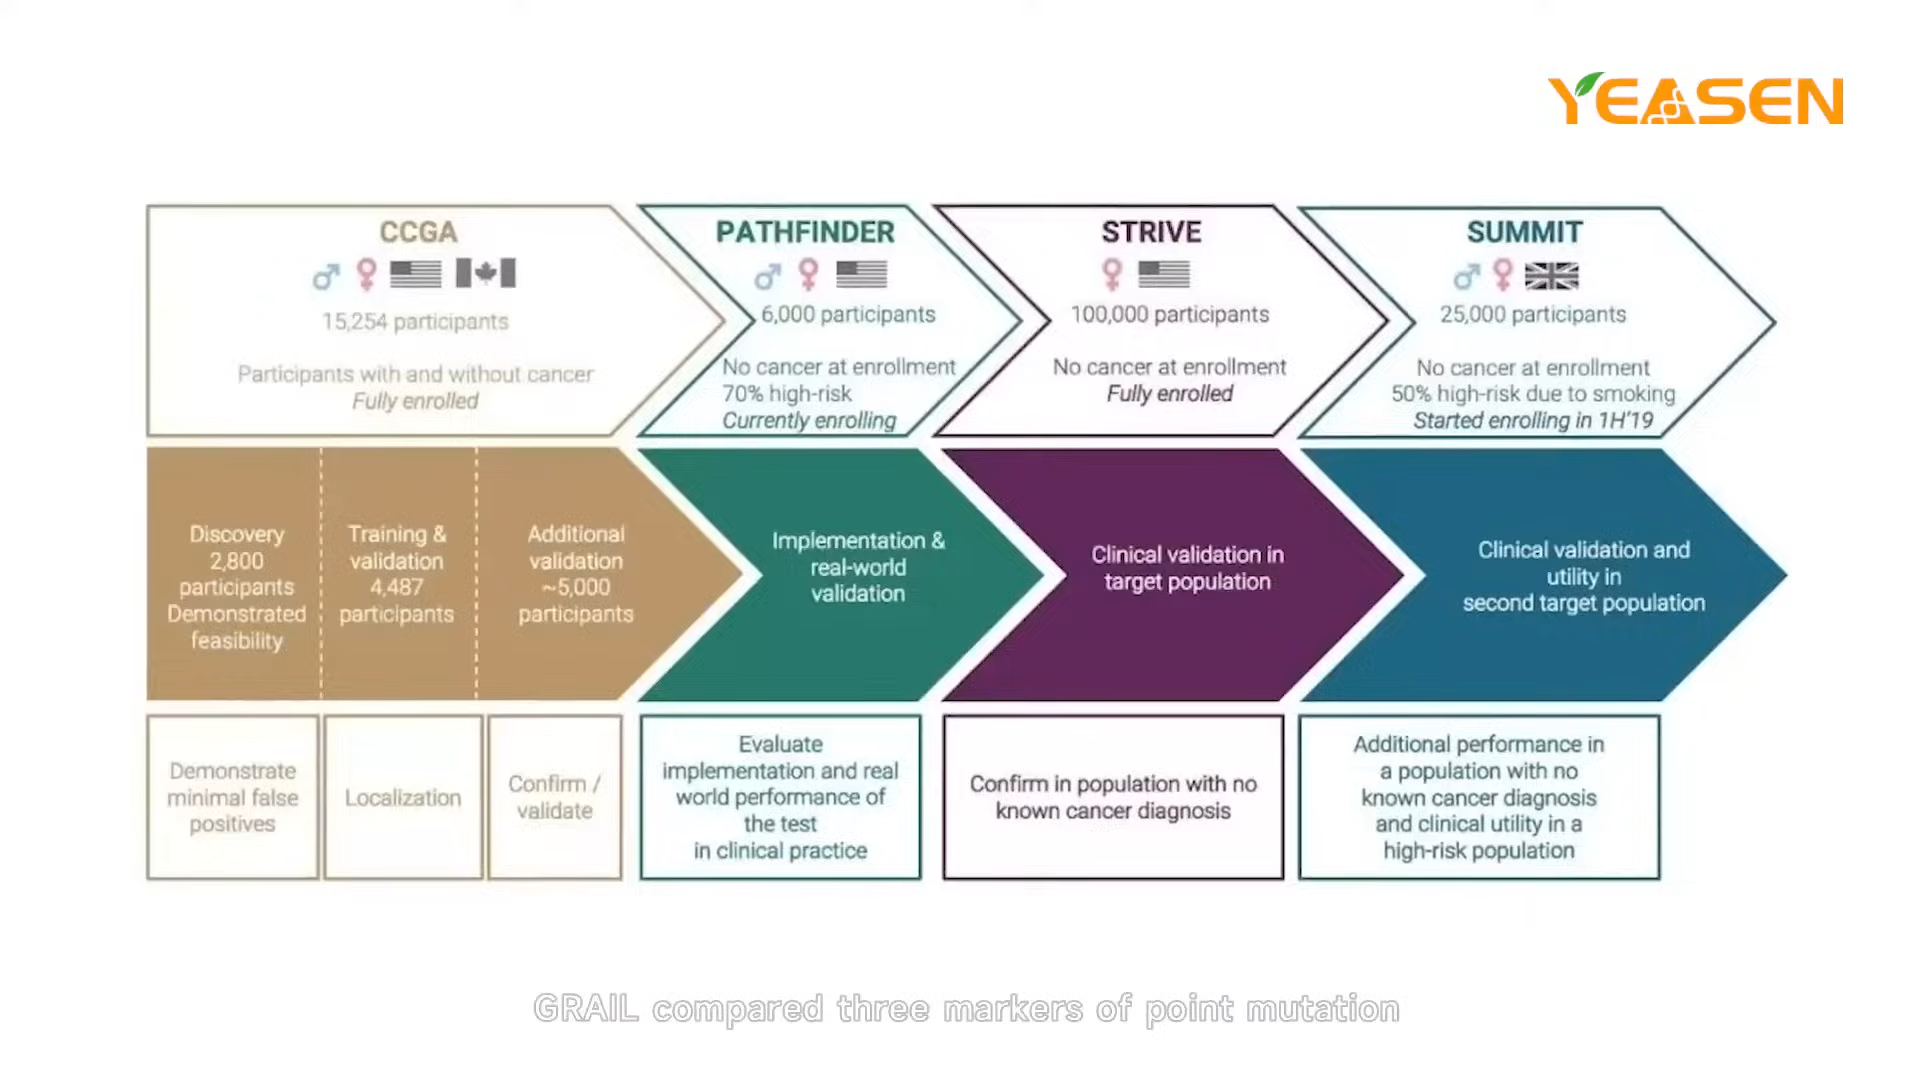 YEASEN
CCGA
15,254 participants
Participants with and without cancer
Fully enrolled
PATHFINDER
6,000 participants
No cancer at enrollment
70% high-risk
Currently enrolling
STRIVE
100,000 participants
No cancer at enrollment
Fully enrolled
SUMMIT
25,000 participants
No cancer at enrollment
50% high-risk due to smoking
Started enrolling in 1H'19
Discovery
2,800
participants
Demonstrated
feasibility
Training &
validation
4,487
participants
Additional
validation
~5,000
participants
Implementation &
real-world
validation
Clinical validation in
target population
Clinical validation and
utility in
second target population
Demonstrate
minimal false
positives
Localization
Confirm /
validate
Evaluate
implementation and real
world performance of
the test
in clinical practice
Confirm in population with no
known cancer diagnosis
Additional performance in
a population with no
known cancer diagnosis
and clinical utility in a
high-risk population
GRAIL compared three markers of point mutation